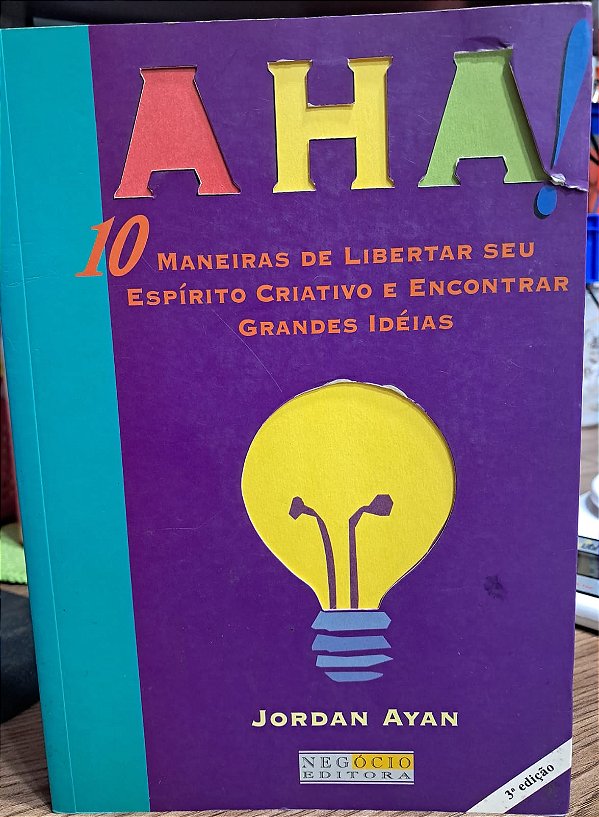 AHA!
10 MANEIRAS DE LIBERTAR SEU
ESPÍRITO CRIATIVO E ENCONTRAR
GRANDES IDÉIAS
JORDAN AYAN
NEGÓCIO
EDITORA
3ª edição